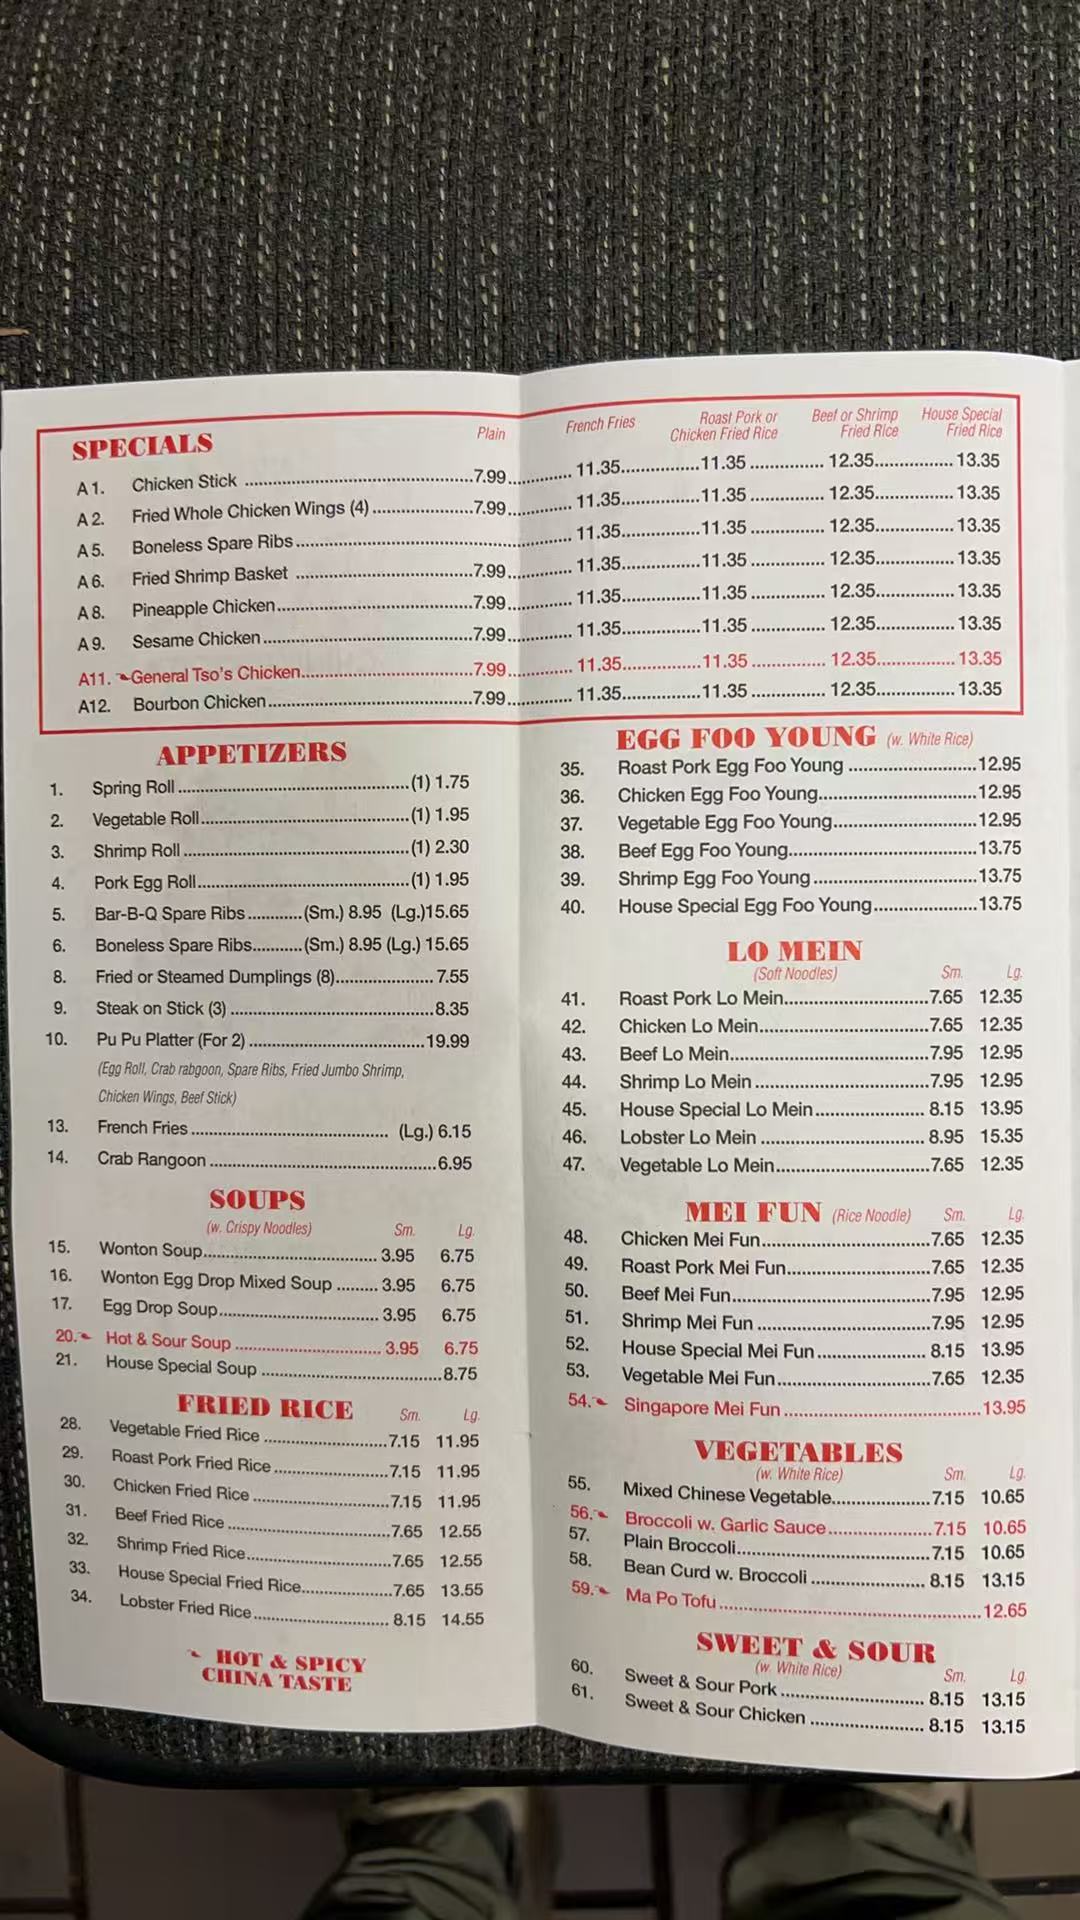 SPECIALS Plain French Fries Roast Pork or Chicken Fried Rice Beef or Shrimp Fried Rice House Special Fried Rice
A 1. Chicken Stick 7.99 11.35 11.35 12.35 13.35
A 2. Fried Whole Chicken Wings (4) 7.99 11.35 11.35 12.35 13.35
A 5. Boneless Spare Ribs 11.35 11.35 12.35 13.35
A 6. Fried Shrimp Basket 7.99 11.35 11.35 12.35 13.35
A 8. Pineapple Chicken 7.99 11.35 11.35 12.35 13.35
A 9. Sesame Chicken 7.99 11.35 11.35 12.35 13.35
A11. General Tso's Chicken 7.99 11.35 11.35 12.35 13.35
A12. Bourbon Chicken 7.99 11.35 11.35 12.35 13.35
APPETIZERS
1. Spring Roll (1) 1.75
2. Vegetable Roll (1) 1.95
3. Shrimp Roll (1) 2.30
4. Pork Egg Roll (1) 1.95
5. Bar-B-Q Spare Ribs (Sm.) 8.95 (Lg.)15.65
6. Boneless Spare Ribs (Sm.) 8.95 (Lg.) 15.65
8. Fried or Steamed Dumplings (8) 7.55
9. Steak on Stick (3) 8.35
10. Pu Pu Platter (For 2) 19.99
(Egg Roll, Crab rabgoon, Spare Ribs, Fried Jumbo Shrimp,
Chicken Wings, Beef Stick)
13. French Fries (Lg.) 6.15
14. Crab Rangoon 6.95
SOUPS
(w. Crispy Noodles) Sm. Lg.
15. Wonton Soup 3.95 6.75
16. Wonton Egg Drop Mixed Soup 3.95 6.75
17. Egg Drop Soup 3.95 6.75
20. Hot & Sour Soup 3.95 6.75
21. House Special Soup 8.75
FRIED RICE Sm. Lg.
28. Vegetable Fried Rice 7.15 11.95
29. Roast Pork Fried Rice 7.15 11.95
30. Chicken Fried Rice 7.15 11.95
31. Beef Fried Rice 7.65 12.55
32. Shrimp Fried Rice 7.65 12.55
33. House Special Fried Rice 7.65 13.55
34. Lobster Fried Rice 8.15 14.55
HOT & SPICY
CHINA TASTE
EGG FOO YOUNG (w. White Rice)
35. Roast Pork Egg Foo Young 12.95
36. Chicken Egg Foo Young 12.95
37. Vegetable Egg Foo Young 12.95
38. Beef Egg Foo Young 13.75
39. Shrimp Egg Foo Young 13.75
40. House Special Egg Foo Young 13.75
LO MEIN
(Soft Noodles) Sm. Lg.
41. Roast Pork Lo Mein 7.65 12.35
42. Chicken Lo Mein 7.65 12.35
43. Beef Lo Mein 7.95 12.95
44. Shrimp Lo Mein 7.95 12.95
45. House Special Lo Mein 8.15 13.95
46. Lobster Lo Mein 8.95 15.35
47. Vegetable Lo Mein 7.65 12.35
MEI FUN (Rice Noodle) Sm. Lg.
48. Chicken Mei Fun 7.65 12.35
49. Roast Pork Mei Fun 7.65 12.35
50. Beef Mei Fun 7.95 12.95
51. Shrimp Mei Fun 7.95 12.95
52. House Special Mei Fun 8.15 13.95
53. Vegetable Mei Fun 7.65 12.35
54. Singapore Mei Fun 13.95
VEGETABLES
(w. White Rice) Sm. Lg.
55. Mixed Chinese Vegetable 7.15 10.65
56. Broccoli w. Garlic Sauce 7.15 10.65
57. Plain Broccoli 7.15 10.65
58. Bean Curd w. Broccoli 8.15 13.15
59. Ma Po Tofu 12.65
SWEET & SOUR
(w. White Rice) Sm. Lg.
60. Sweet & Sour Pork 8.15 13.15
61. Sweet & Sour Chicken 8.15 13.15